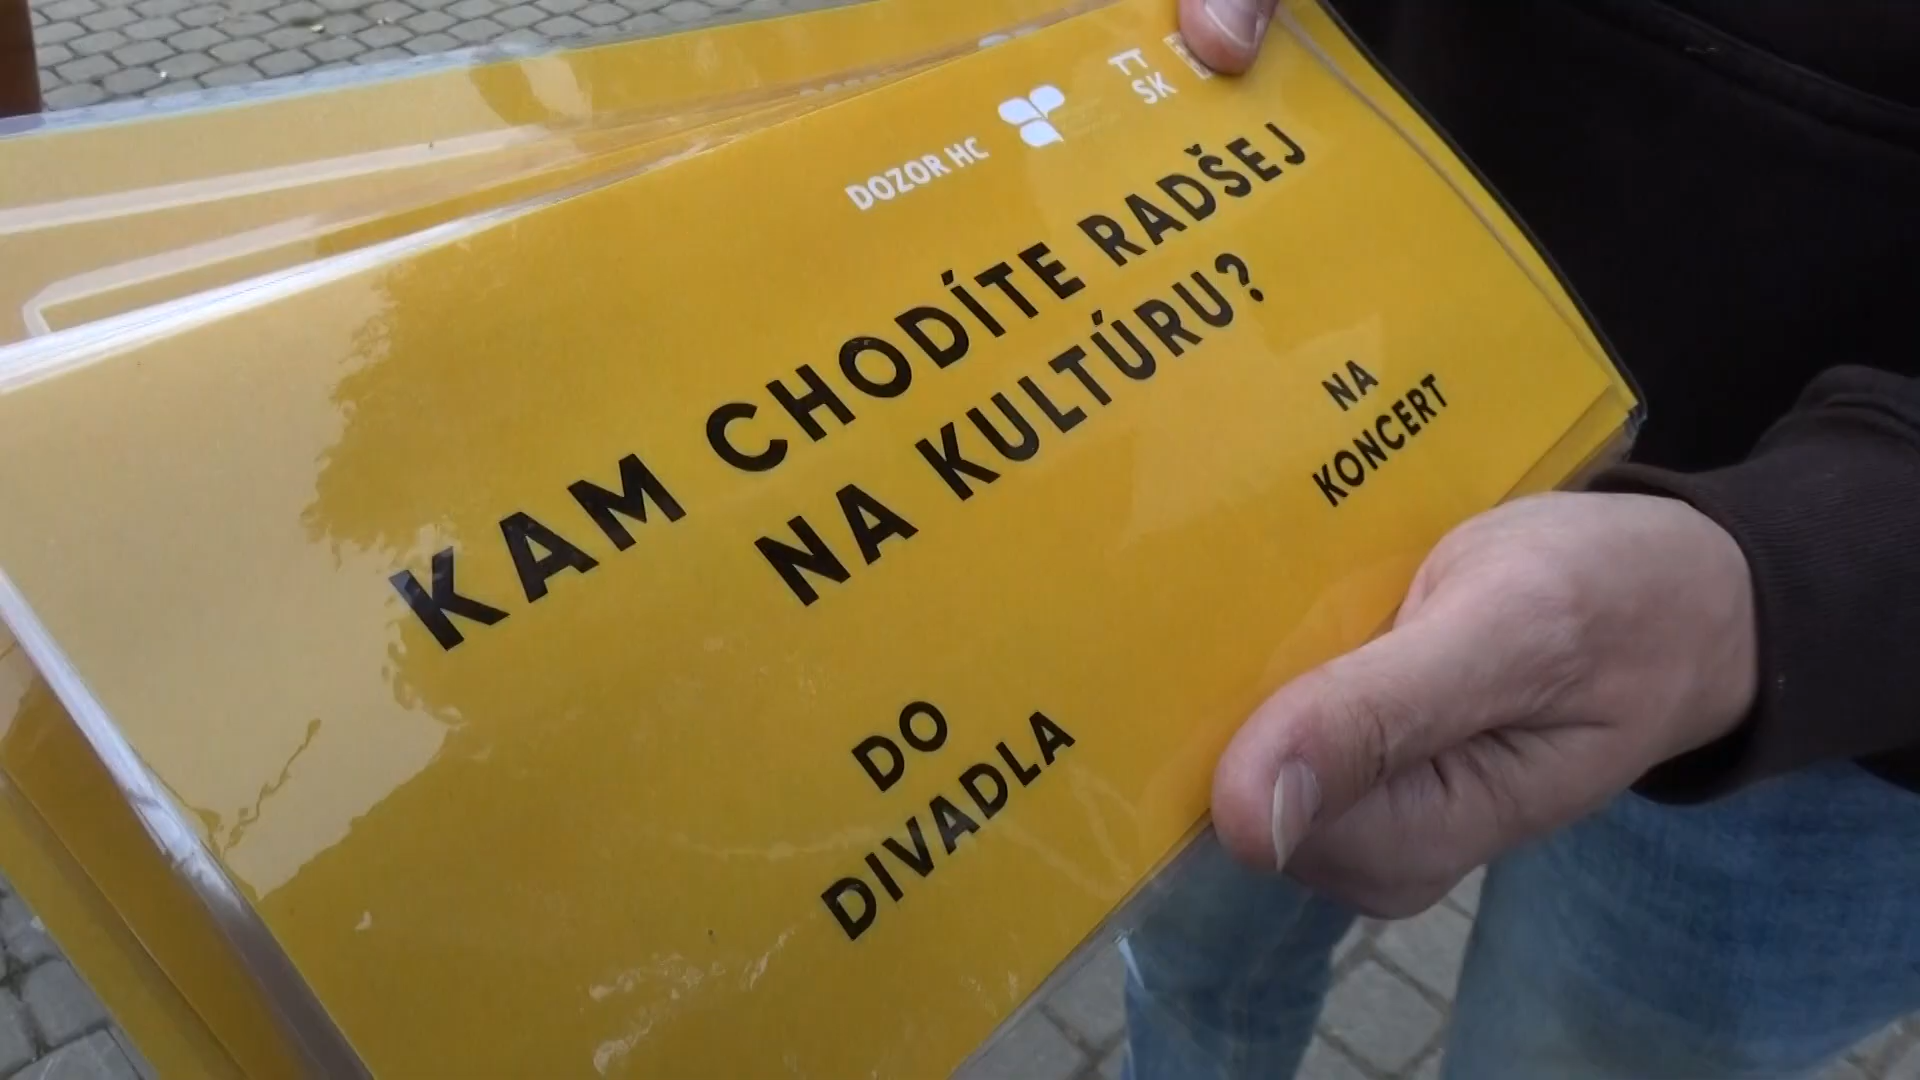 DOZOR HC
TT
SK
KAM CHODÍTE RADŠEJ
NA KULTÚRU?
NA
KONCERT
DO
DIVADLA